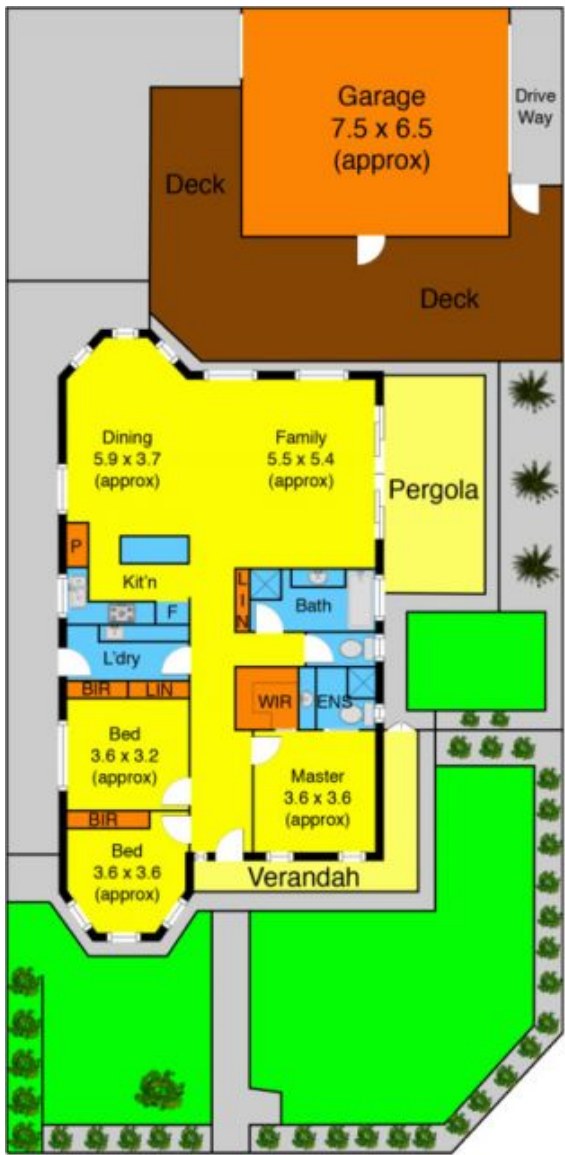 Garage
7.5 x 6.5
(approx)
Drive
Way
Deck
Deck
Dining
5.9 x 3.7
(approx)
Family
5.5 x 5.4
(approx)
Pergola
P
Kit'n
F
LIN
Bath
L'dry
BIR
LIN
WIR
ENS
Bed
3.6 x 3.2
(approx)
Master
3.6 x 3.6
(approx)
BIR
Bed
3.6 x 3.6
(approx)
Verandah